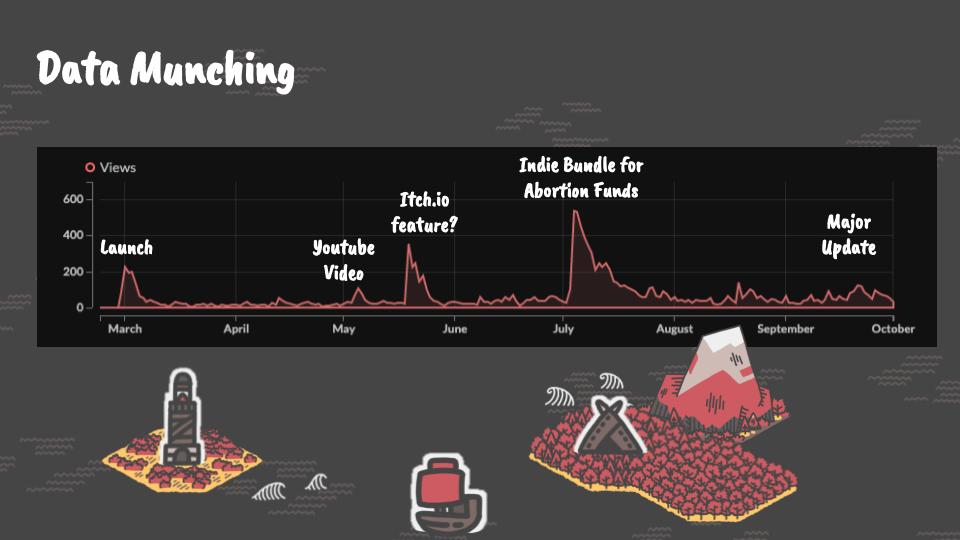 Data Munching
Views
Indie Bundle for
Abortion Funds
Itch.io
feature?
Major
Update
Launch
Youtube
Video
600
400
200
0
March April May June July August September October